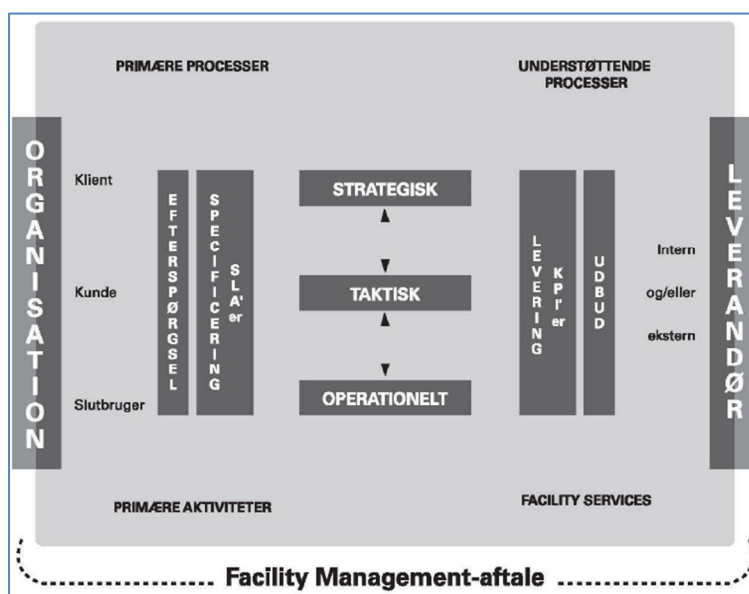 PRIMÆRE PROCESSER
UNDERSTØTTENDE
PROCESSER
ORGANISATION
Klient
Kunde
Slutbruger
EFTERSPØRGSEL
SPECIFICERING
SLA'er
STRATEGISK
TAKTISK
OPERATIONELT
LEVERING
KPI'er
UDBUD
Intern
og/eller
ekstern
LEVERANDØR
PRIMÆRE AKTIVITETER
FACILITY SERVICES
Facility Management-aftale